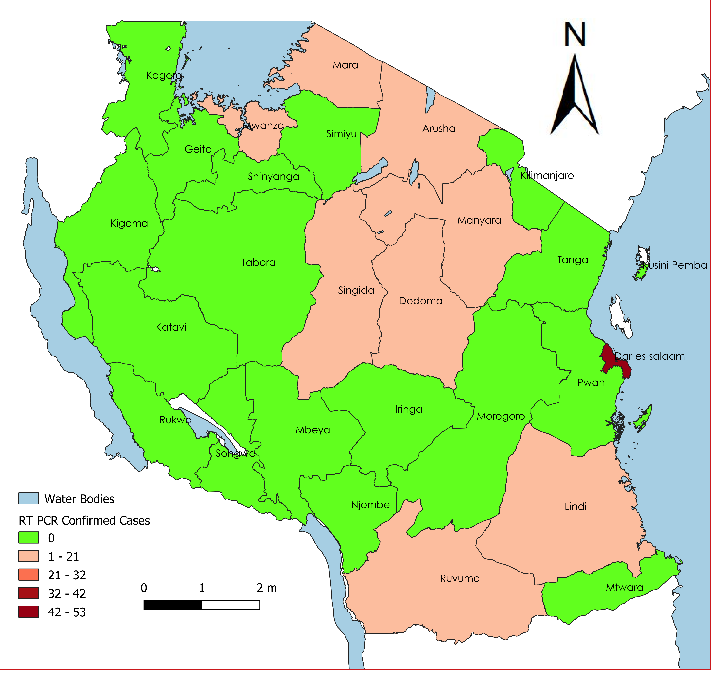 N
Mara
Kagera
Mwanza
Arusha
Simiyu
Geita
Shinyanga
Kilimanjaro
Kigoma
Manyara
Tabora
Tanga
Kusini Pemba
Singida
Dodoma
Katavi
Dar es salaam
Pwani
Rukwa
Iringa
Morogoro
Mbeya
Songwe
Water Bodies
Njombe
Lindi
RT PCR Confirmed Cases
0
1 - 21
21 - 32
32 - 42
42 - 53
0 1 2 m
Ruvuma
Mtwara